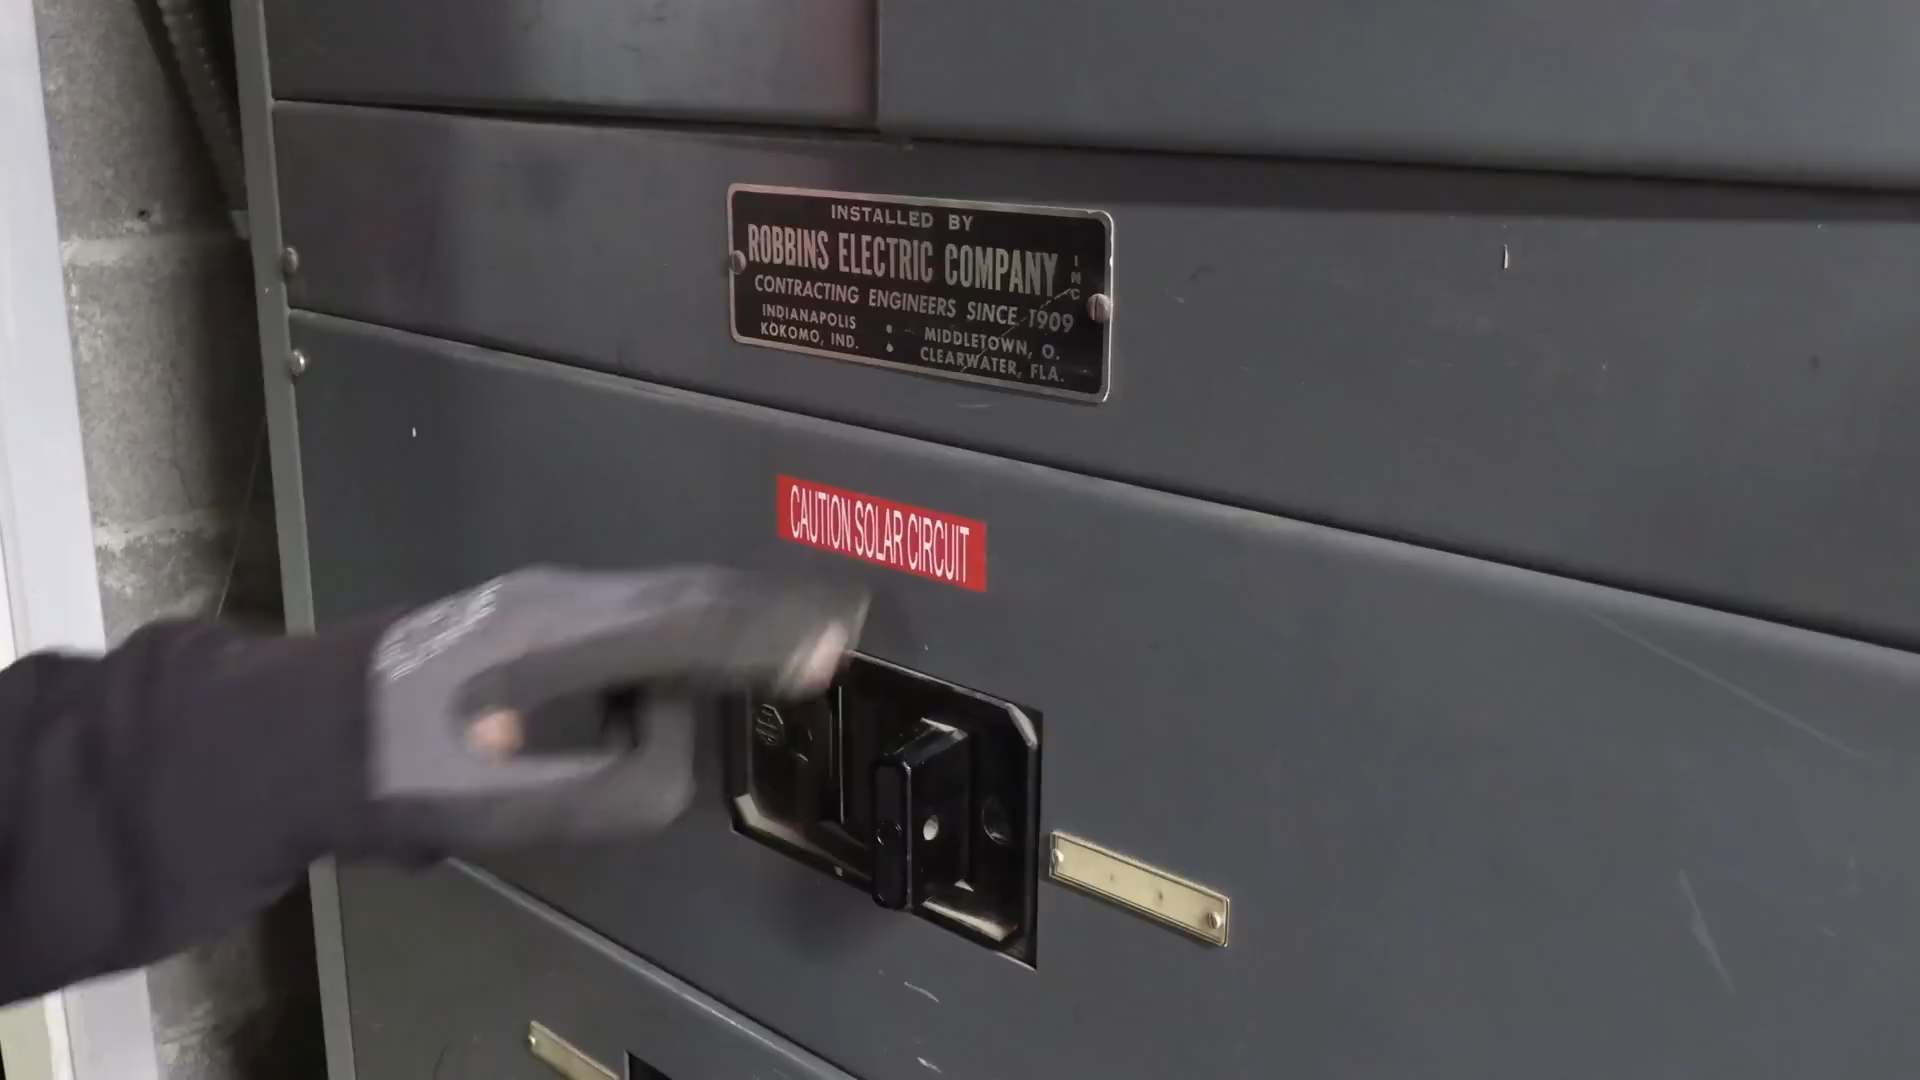 INSTALLED BY
ROBBINS ELECTRIC COMPANY INC
CONTRACTING ENGINEERS SINCE 1909
INDIANAPOLIS
KOKOMO, IND.
MIDDLETOWN, O.
CLEARWATER, FLA.
CAUTION SOLAR CIRCUIT